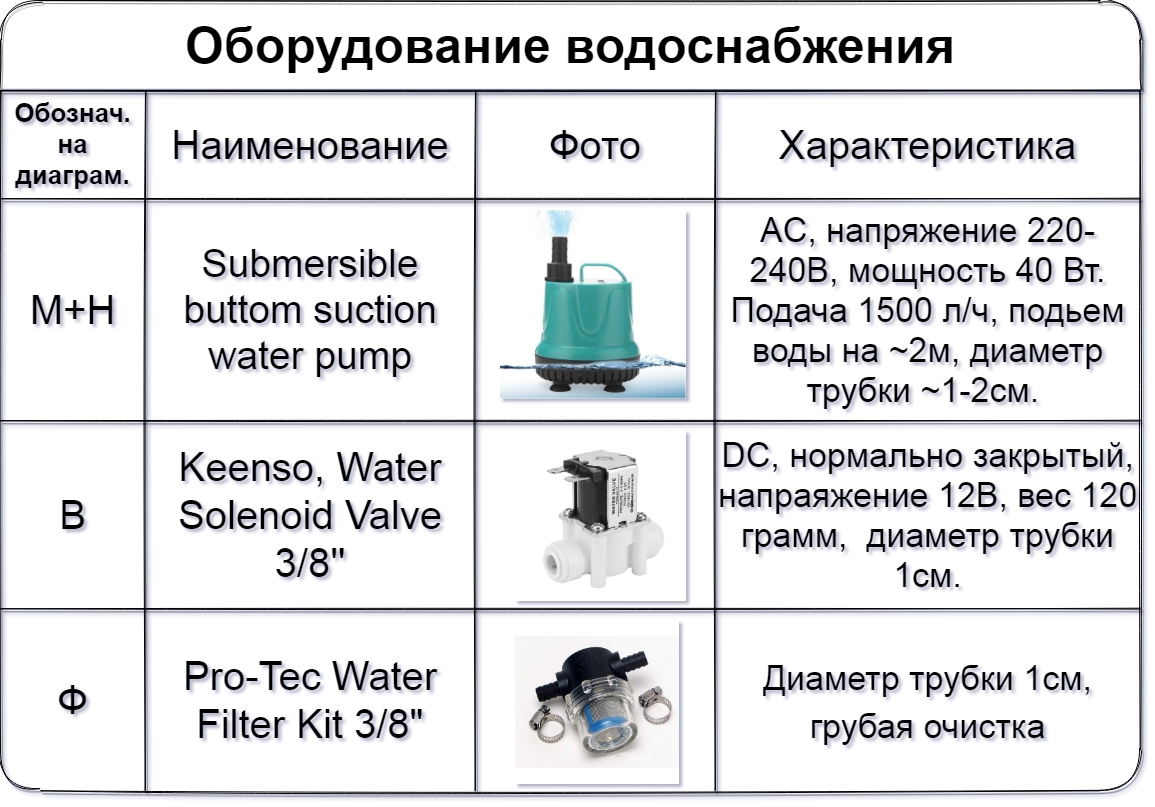 Оборудование водоснабжения
Обознач.
на
диаграм.
Наименование
Фото
Характеристика
М+Н
Submersible
buttom suction
water pump
AC, напряжение 220-
240В, мощность 40 Вт.
Подача 1500 л/ч, подьем
воды на ~2м, диаметр
трубки ~1-2см.
В
Keenso, Water
Solenoid Valve
3/8"
WATER VALVE
DC, нормально закрытый,
напраяжение 12В, вес 120
грамм, диаметр трубки
1см.
Ф
Pro-Tec Water
Filter Kit 3/8"
Диаметр трубки 1см,
грубая очистка